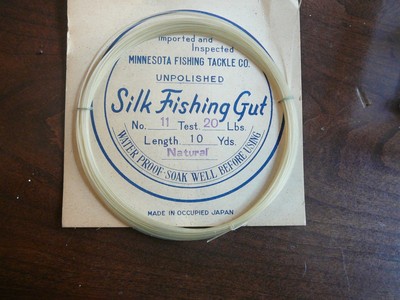 Imported and
Inspected
MINNESOTA FISHING TACKLE CO.
UNPOLISHED
Silk Fishing Gut
No. 11 Test 20 Lbs.
Length 10 Yds.
Natural
WATER PROOF SOAK WELL BEFORE USING
MADE IN OCCUPIED JAPAN